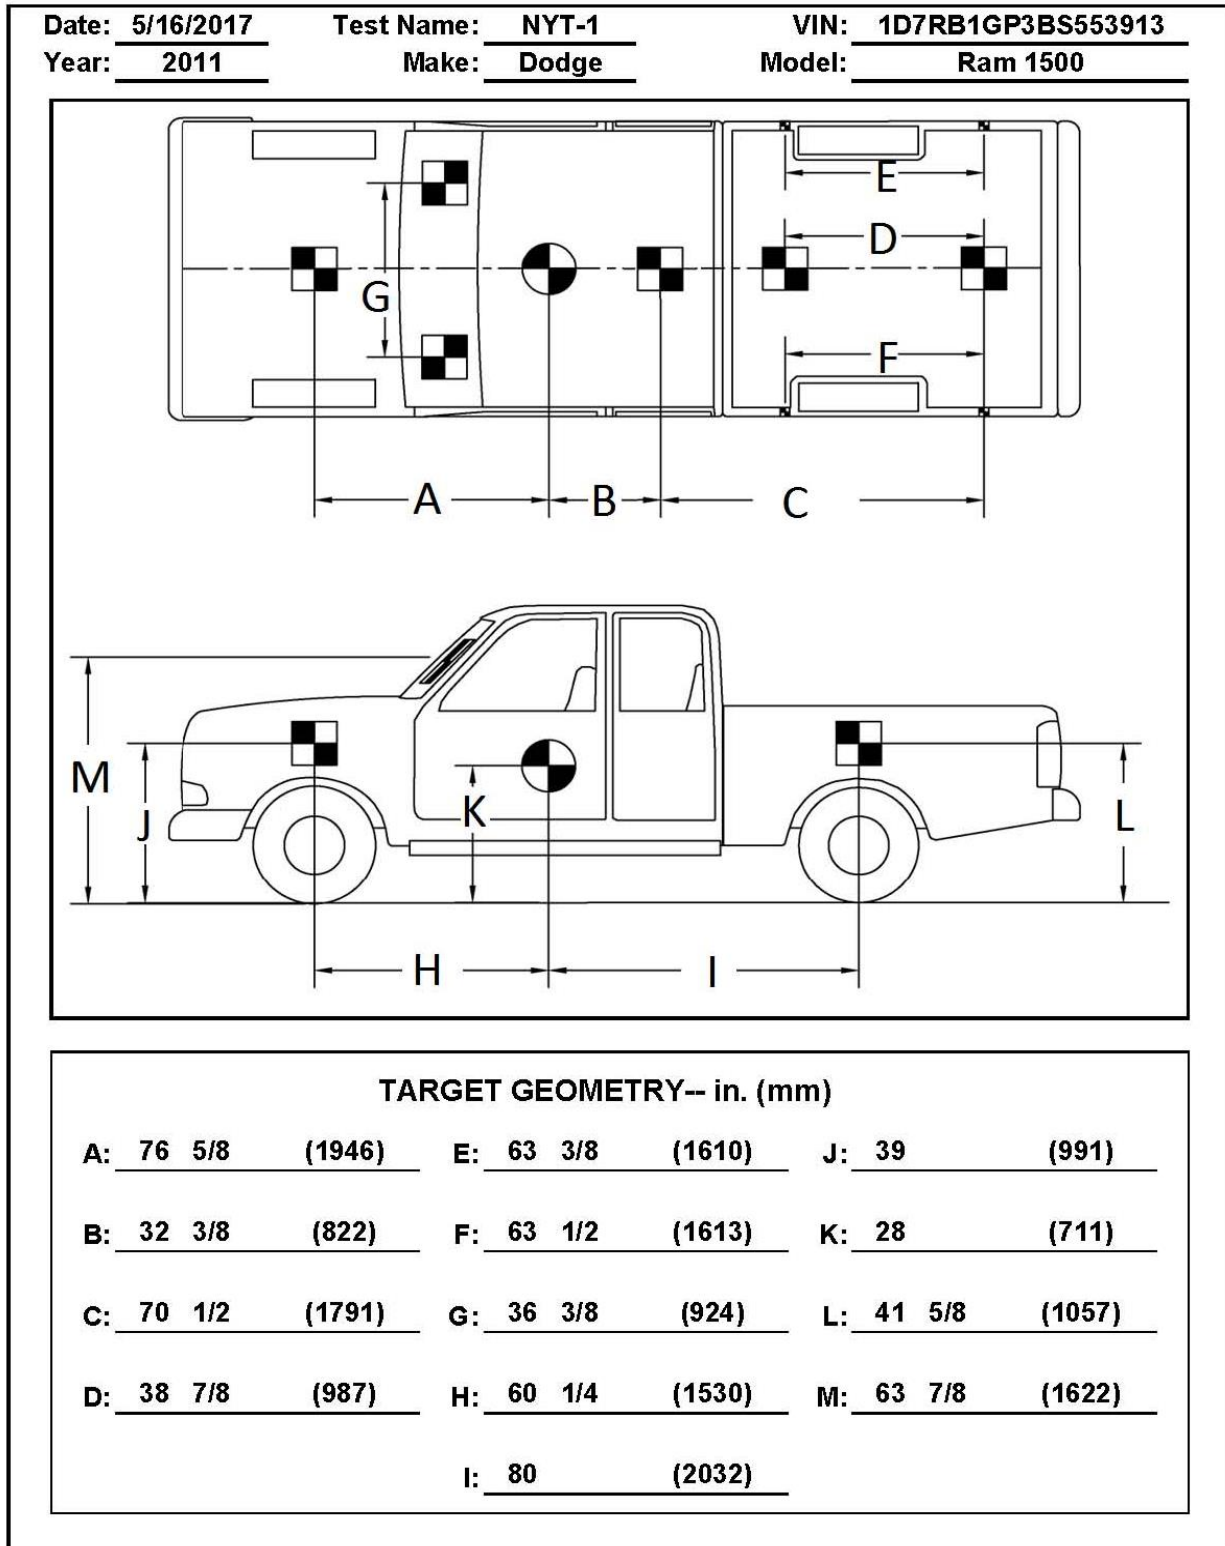 Date: 5/16/2017 Test Name: NYT-1 VIN: 1D7RB1GP3BS553913
Year: 2011 Make: Dodge Model: Ram 1500
E
D
G
F
A B C
M
J K L
H I
TARGET GEOMETRY-- in. (mm)
A: 76 5/8 (1946) E: 63 3/8 (1610) J: 39 (991)
B: 32 3/8 (822) F: 63 1/2 (1613) K: 28 (711)
C: 70 1/2 (1791) G: 36 3/8 (924) L: 41 5/8 (1057)
D: 38 7/8 (987) H: 60 1/4 (1530) M: 63 7/8 (1622)
I: 80 (2032)